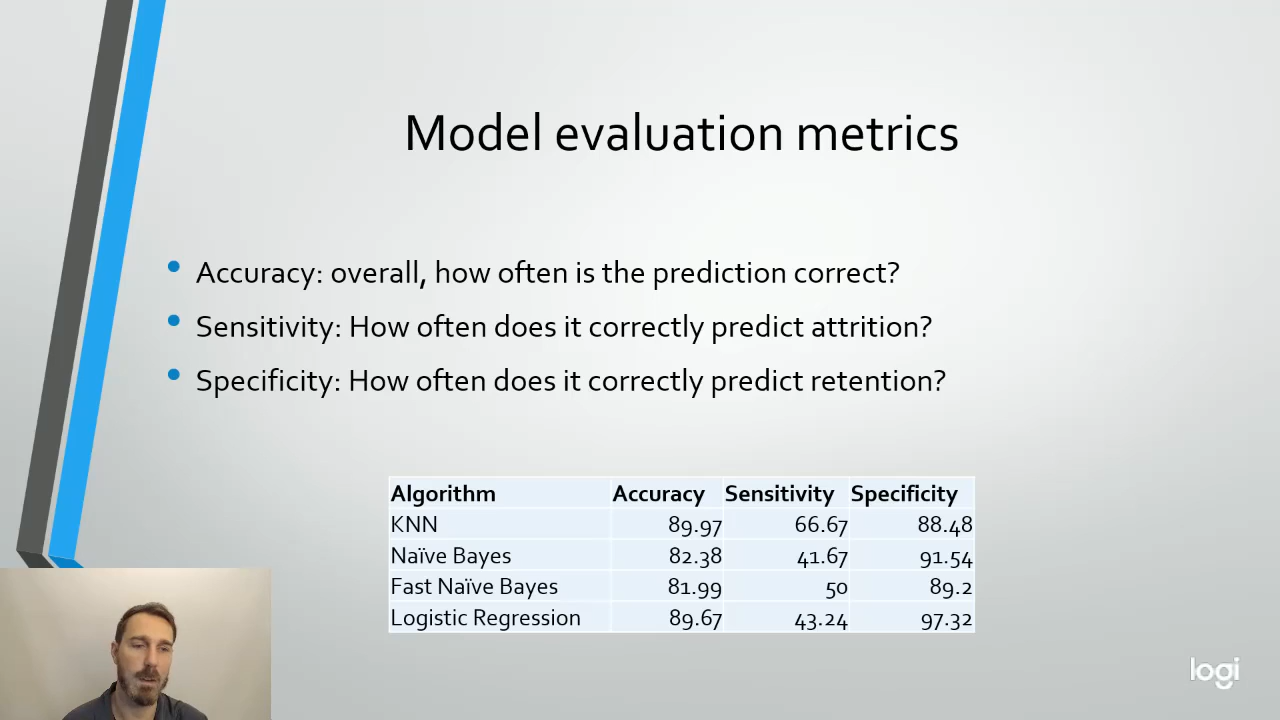 Model evaluation metrics
• Accuracy: overall, how often is the prediction correct?
• Sensitivity: How often does it correctly predict attrition?
• Specificity: How often does it correctly predict retention?
Algorithm Accuracy Sensitivity Specificity
KNN 89.97 66.67 88.48
Naïve Bayes 82.38 41.67 91.54
Fast Naïve Bayes 81.99 50 89.2
Logistic Regression 89.67 43.24 97.32
logi